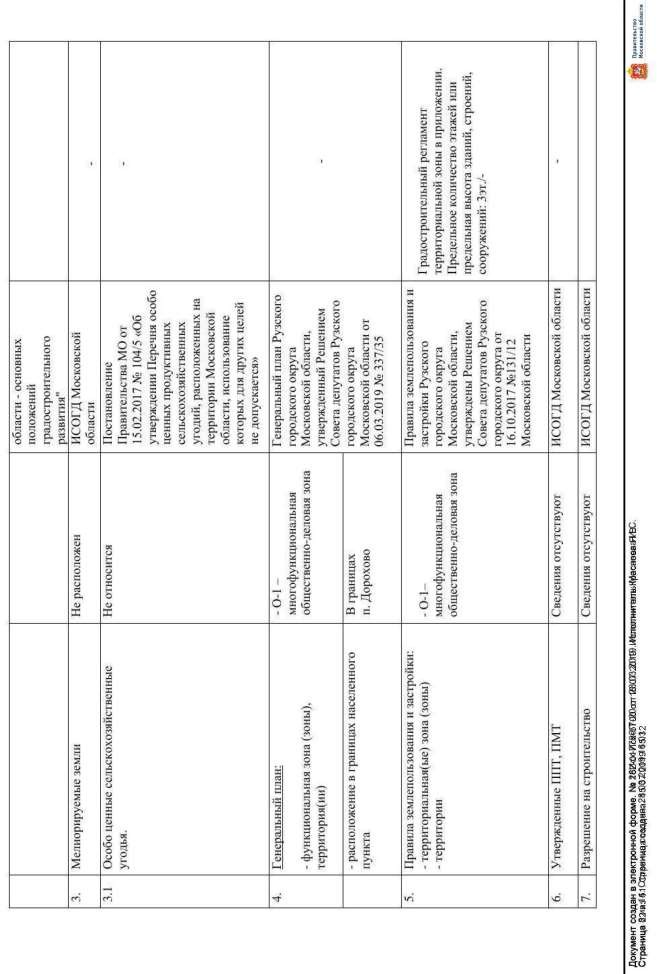 области - основных
положений
градостроительного
развития"
3.
Мелиорируемые земли
Не расположен
ИСОГД Московской
области
-
3.1
Особо ценные сельскохозяйственные
угодья.
Не относится
Постановление
Правительства МО от
15.02.2017 № 104/5 «Об
утверждении Перечня особо
ценных продуктивных
сельскохозяйственных
угодий, расположенных на
территории Московской
области, использование
которых для других целей
не допускается»
-
4.
Генеральный план:
- функциональная зона (зоны),
территория(ии)
- О-1 –
многофункциональная
общественно-деловая зона
- расположение в границах населенного
пункта
В границах
п. Дорохово
Генеральный план Рузского
городского округа
Московской области,
утвержденный Решением
Совета депутатов Рузского
городского округа
Московской области от
06.03.2019 № 337/35
-
5.
Правила землепользования и застройки:
- территориальная(ые) зона (зоны)
- территории
- О-1–
многофункциональная
общественно-деловая зона
Правила землепользования и
застройки Рузского
городского округа
Московской области,
утверждены Решением
Совета депутатов Рузского
городского округа от
16.10.2017 №131/12
Московской области
Градостроительный регламент
территориальной зоны в приложении.
Предельное количество этажей или
предельная высота зданий, строений,
сооружений: 3эт./-
6.
Утвержденные ППТ, ПМТ
Сведения отсутствуют
ИСОГД Московской области
-
7.
Разрешение на строительство
Сведения отсутствуют
ИСОГД Московской области
Документ создан в электронной форме. №
Страница
Правительство
Московской области